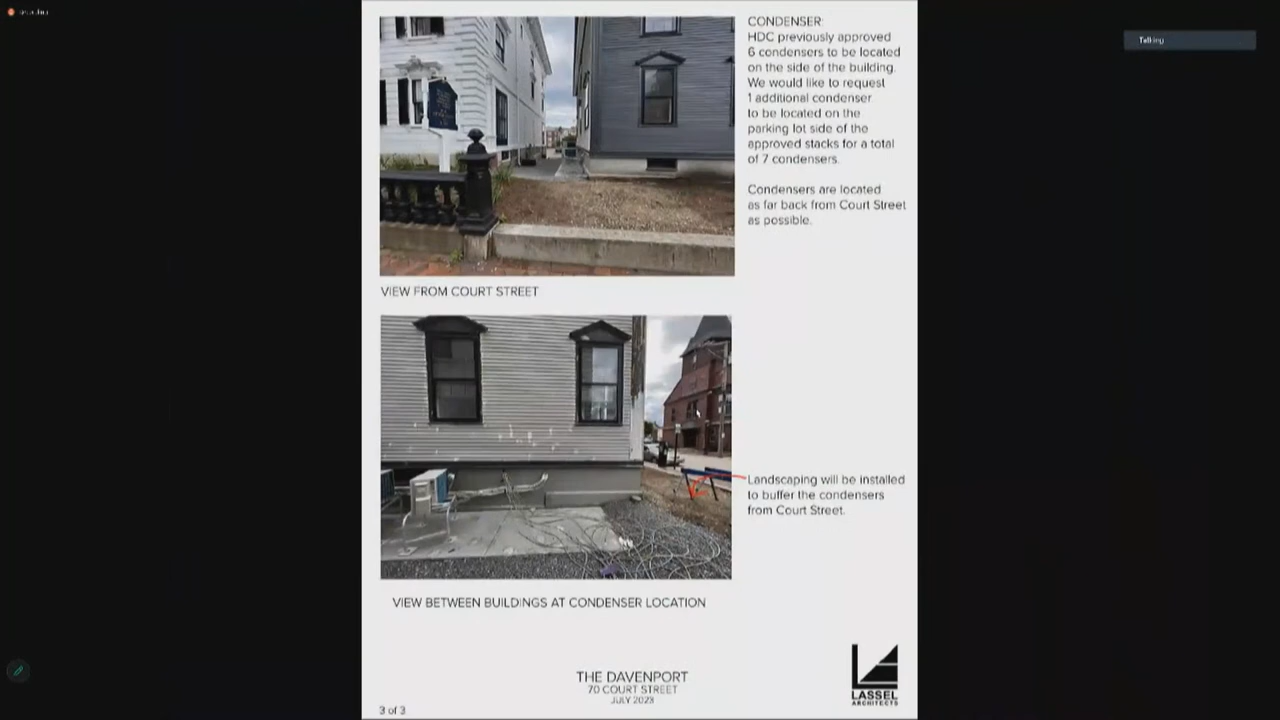 Talking
CONDENSER:
HDC previously approved
6 condensers to be located
on the side of the building.
We would like to request
1 additional condenser
to be located on the
parking lot side of the
approved stacks for a total
of 7 condensers.
Condensers are located
as far back from Court Street
as possible.
VIEW FROM COURT STREET
Landscaping will be installed
to buffer the condensers
from Court Street.
VIEW BETWEEN BUILDINGS AT CONDENSER LOCATION
THE DAVENPORT
70 COURT STREET
JULY 2023
LASSEL
ARCHITECTS
3 of 3